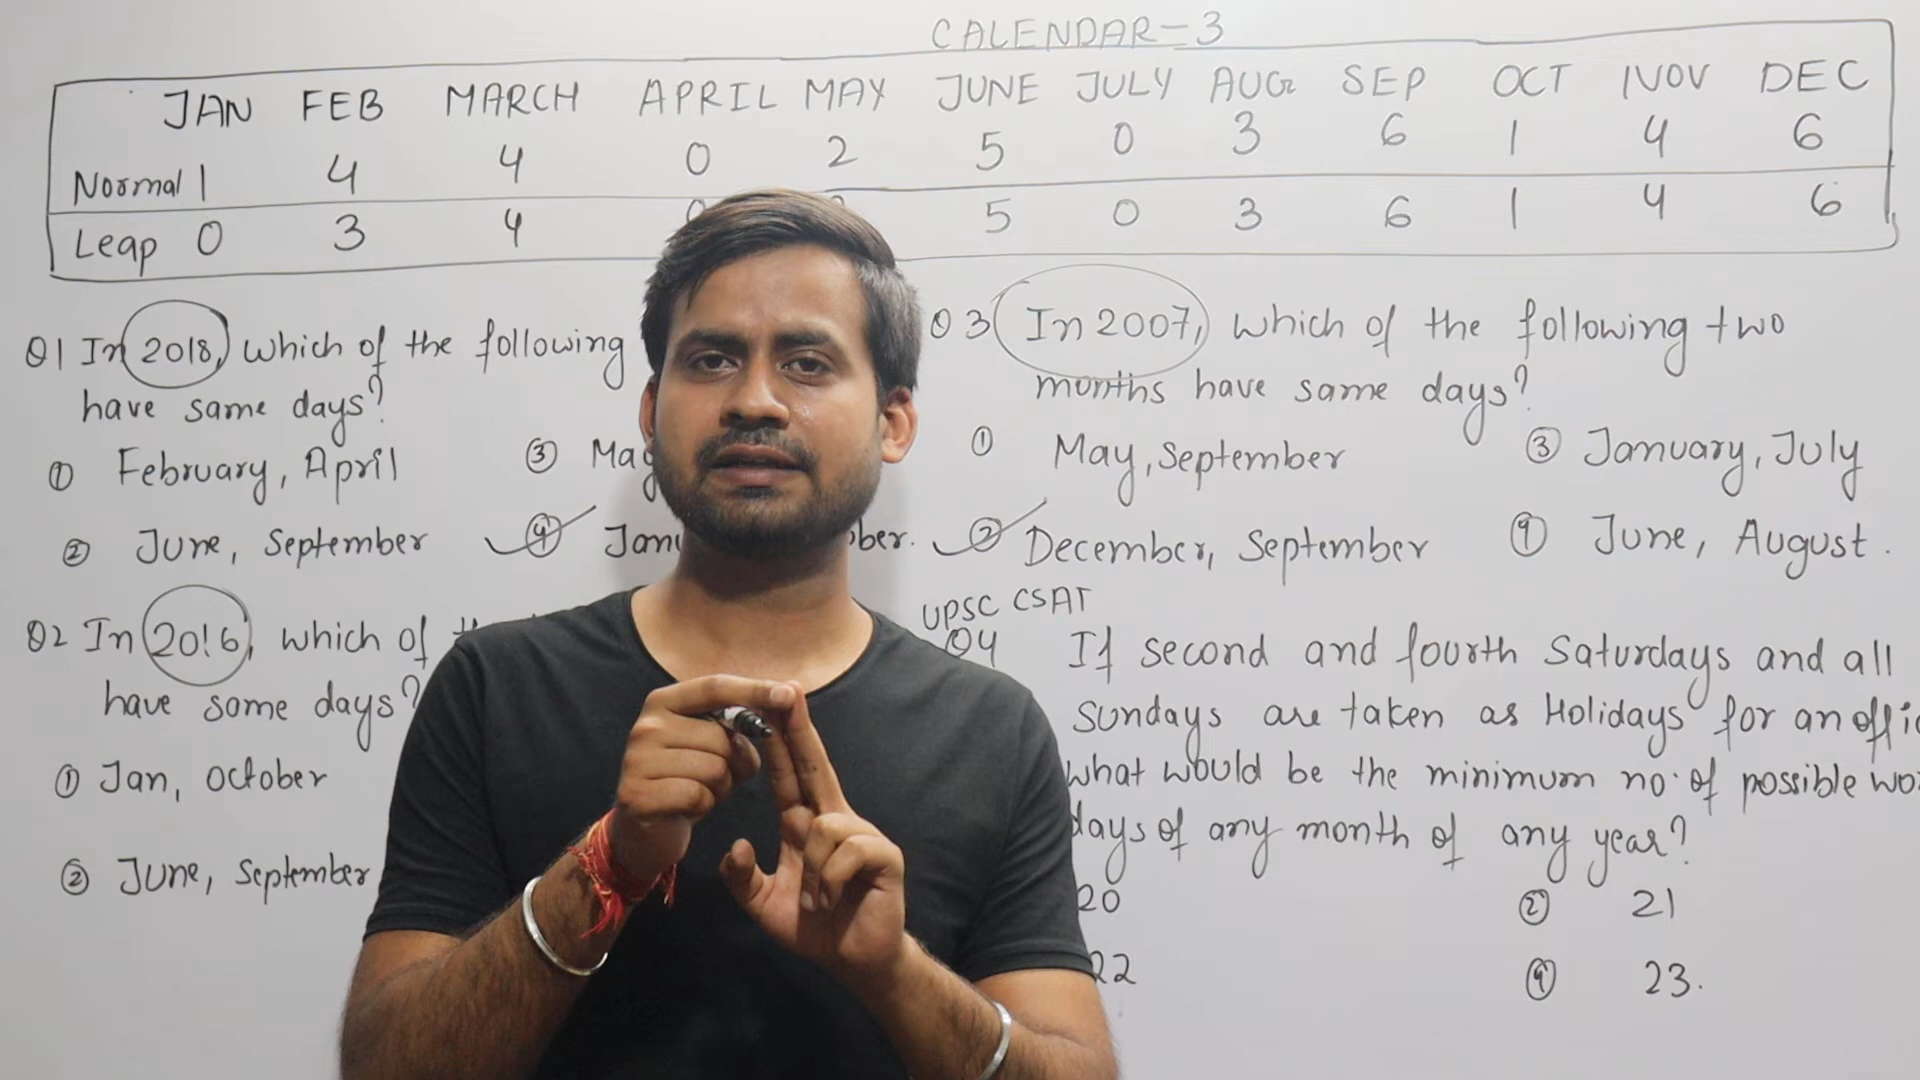 CALENDAR-3
JAN FEB MARCH APRIL MAY JUNE JULY AUG SEP OCT NOV DEC
Normal 1 4 4 0 2 5 0 3 6 1 4 6
Leap 0 3 4 5 0 3 6 1 4 6
Q1 In 2018, which of the following
have same days?
① February, April
③ May
② June, September
④
Q2 In 2016, which of
have same days?
① Jan, October
② June, September
Q3 In 2007, which of the following two
months have same days?
① May, September
③ January, July
② December, September
④ June, August.
UPSC CSAT
Q4 If second and fourth Saturdays and all
Sundays are taken as Holidays for an
what would be the minimum no. of possible
days of any month of any year?
20
② 21
22
④ 23.